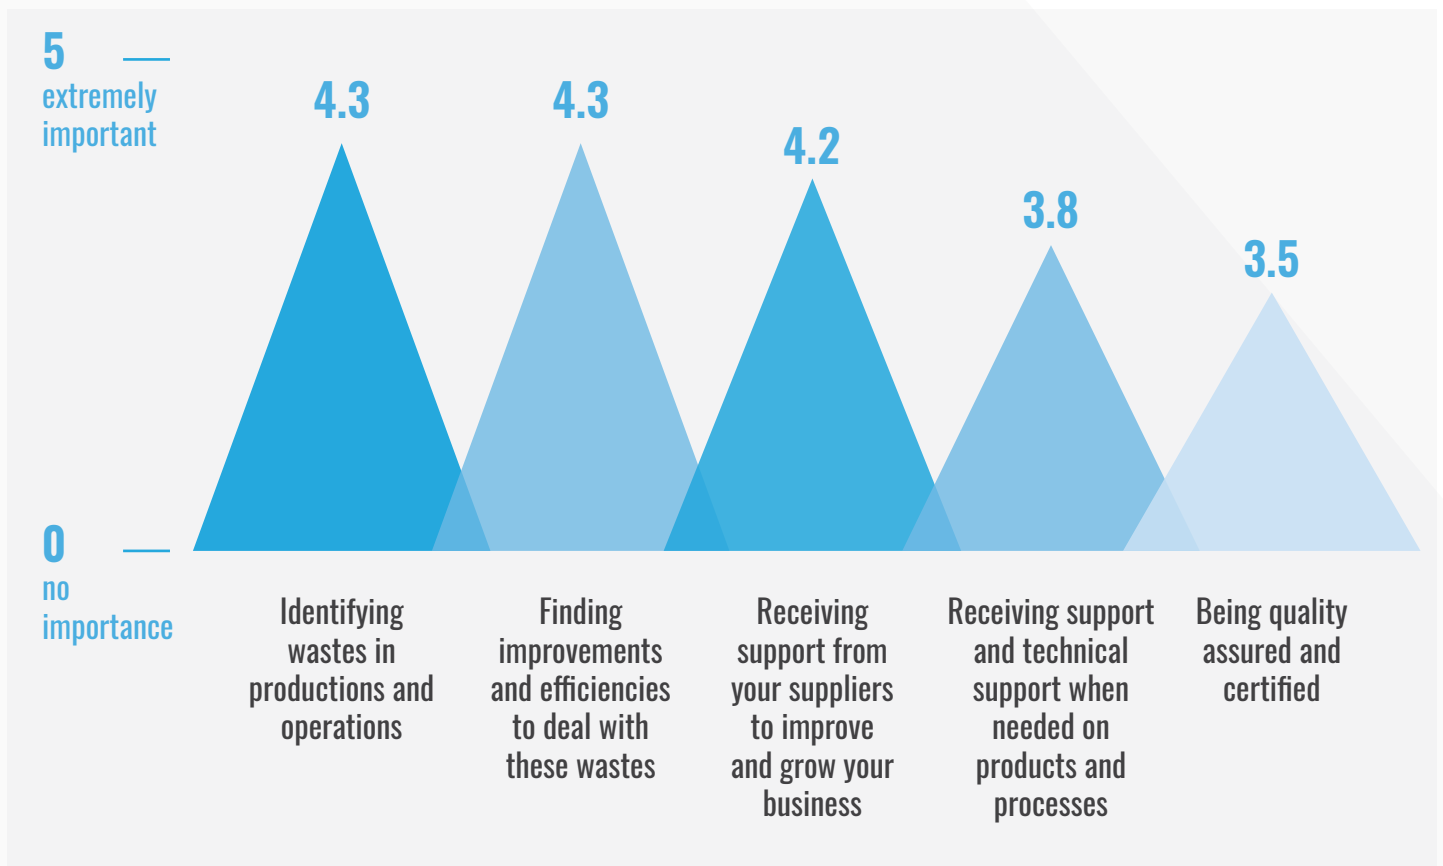 5
extremely
important
4.3
4.3
4.2
3.8
3.5
0
no
importance
Identifying
wastes in
productions and
operations
Finding
improvements
and efficiencies
to deal with
these wastes
Receiving
support from
your suppliers
to improve
and grow your
business
Receiving support
and technical
support when
needed on
products and
processes
Being quality
assured and
certified